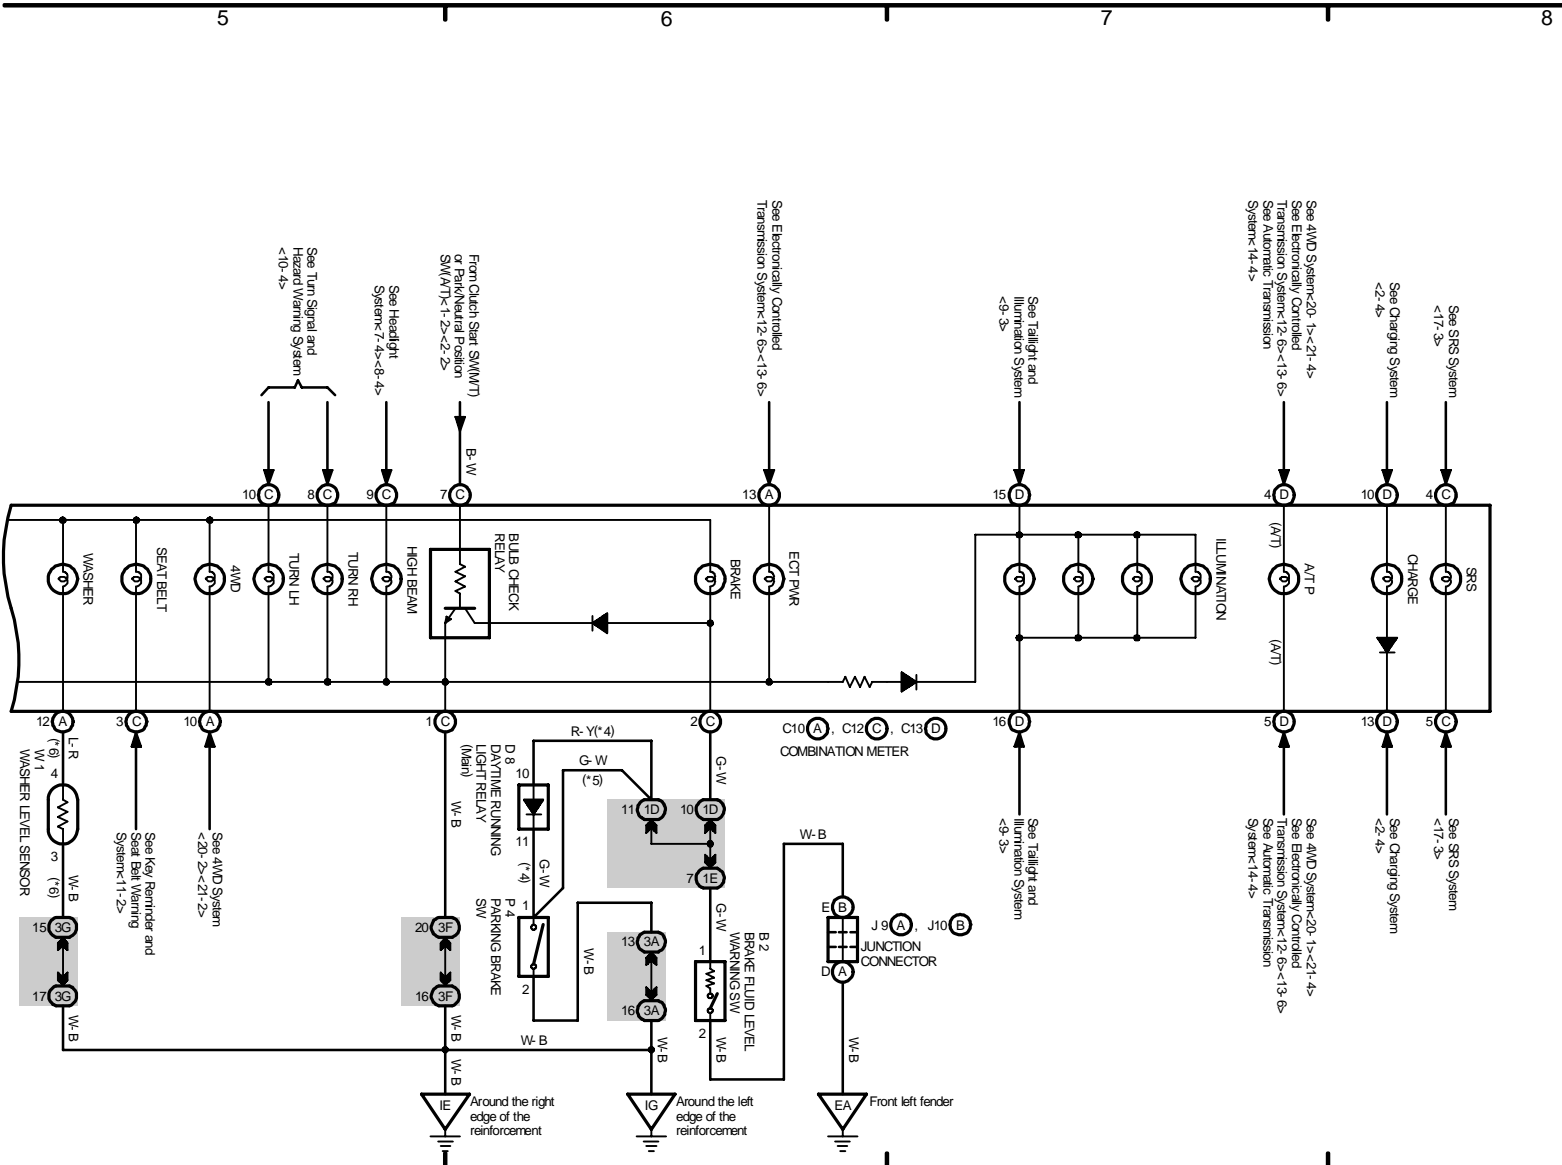 5
6
7
8
See Turn Signal and
Hazard Warning System
<10-4>
See Headlight
System<7-4><8-4>
From Clutch Start SW(M/T)
or Park/Neutral Position
SW(A/T)<1-2><2-2>
See Electronically Controlled
Transmission System<12-6><13-6>
See Taillight and
Illumination System
<9-3>
See 4WD System<20-1><21-4>
See Electronically Controlled
Transmission System<12-6><13-6>
See Automatic Transmission
System<14-4>
See Charging System
<2-4>
See SRS System
<17-3>
B-W
10 C
8 C
9 C
7 C
13 A
15 D
4 D
10 D
4 C
WASHER
SEAT BELT
4WD
TURN LH
TURN RH
HIGH BEAM
BULB CHECK
RELAY
BRAKE
ECT PWR
ILLUMINATION
(A/T)
A/T P
(A/T)
CHARGE
SRS
12 A
3 C
10 A
1 C
2 C
C10 A , C12 C , C13 D
COMBINATION METER
16 D
5 D
13 D
5 C
L-R
(*6)
4
W 1
WASHER LEVEL SENSOR
3
W-B
(*6)
15 3G
17 3G
W-B
See Key Reminder and
Seat Belt Warning
System<11-2>
See 4WD System
<20-2><21-2>
W-B
20 3F
16 3F
W-B
W-B
D 8
DAYTIME RUNNING
LIGHT RELAY
(Main)
R-Y(*4)
G-W
(*5)
10
11
G-W
(*4)
1
P 4
PARKING BRAKE
SW
2
W-B
11 1D
10 1D
7 1E
G-W
G-W
13 3A
16 3A
W-B
W-B
1
B 2
BRAKE FLUID LEVEL
WARNING SW
2
W-B
W-B
E B
J 9 A , J10 B
JUNCTION
CONNECTOR
D A
W-B
See Taillight and
Illumination System
<9-3>
See 4WD System<20-1><21-4>
See Electronically Controlled
Transmission System<12-6><13-6>
See Automatic Transmission
System<14-4>
See Charging System
<2-4>
See SRS System
<17-3>
IE
Around the right
edge of the
reinforcement
IG
Around the left
edge of the
reinforcement
EA
Front left fender